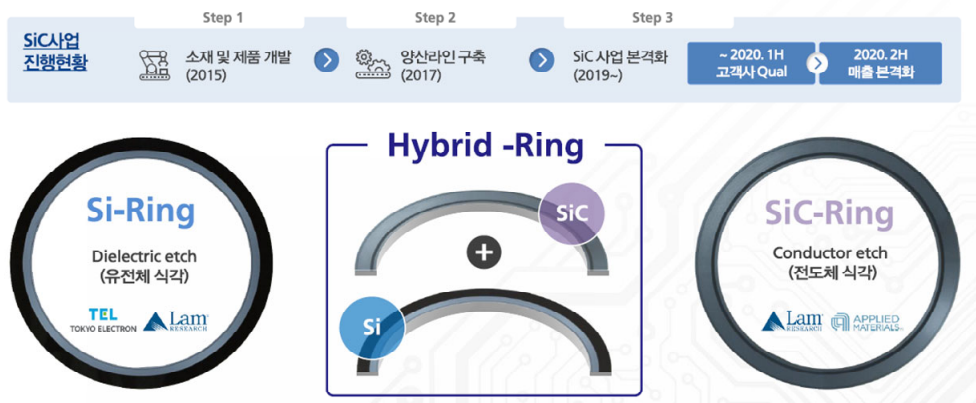 SiC사업
진행현황
Step 1
소재 및 제품 개발
(2015)
Step 2
양산라인 구축
(2017)
Step 3
SiC 사업 본격화
(2019~)
~ 2020. 1H
고객사 Qual
2020. 2H
매출 본격화
Si-Ring
Dielectric etch
(유전체 식각)
TEL
TOKYO ELECTRON
Lam
RESEARCH
Hybrid -Ring
SiC
+
Si
SiC-Ring
Conductor etch
(전도체 식각)
Lam
RESEARCH
APPLIED
MATERIALS